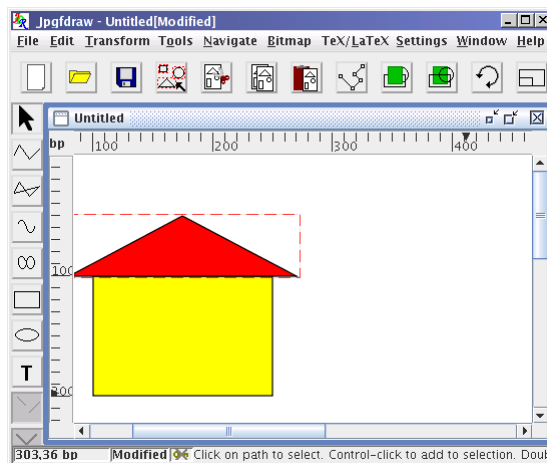 Jpgfdraw - Untitled[Modified]
File Edit Transform Tools Navigate Bitmap TeX/LaTeX Settings Window Help
Untitled
bp 100 200 300 400
100
T
303,36 bp Modified Click on path to select. Control-click to add to selection. Doub